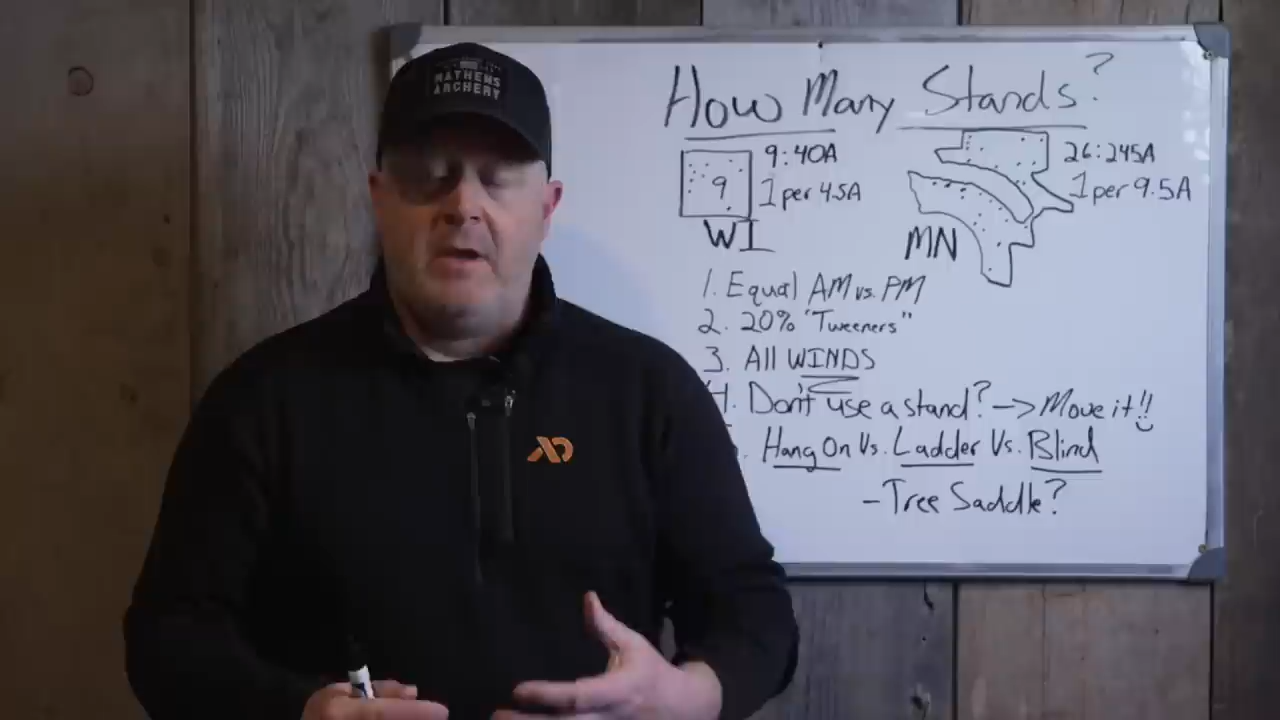 MATHEWS
ARCHERY
How Many Stands?
9:40A
9
1 per 4.5A
WI
26:245A
1 per 9.5A
MN
1. Equal AM vs. PM
2. 20% "Tweeners"
3. All WINDS
4. Don't use a stand? -> Move it!!
Hang On Vs. Ladder Vs. Blind
- Tree Saddle?